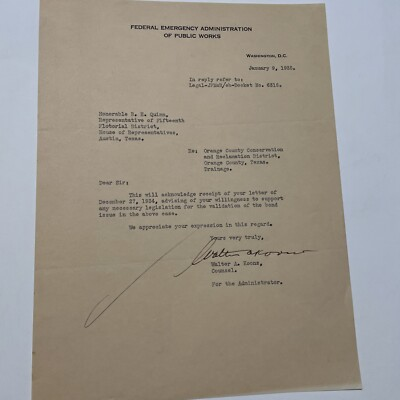 FEDERAL EMERGENCY ADMINISTRATION
OF PUBLIC WORKS
WASHINGTON, D.C.
January 9, 1935.
In reply refer to:
Legal- Docket No. 6210.
Honorable R. E. Quinn,
Representative of Fifteenth
Flotorial District,
House of Representatives,
Austin, Texas.
Re: Orange County Conservation
and Reclamation District,
Orange County, Texas.
Drainage.
Dear Sir:
This will acknowledge receipt of your letter of
December 27, 1934, advising of your willingness to support
any necessary legislation for the validation of the bond
issue in the above case.
We appreciate your expression in this regard.
Yours very truly,
Walter A Koons
Walter A. Koons,
Counsel.
For the Administrator.